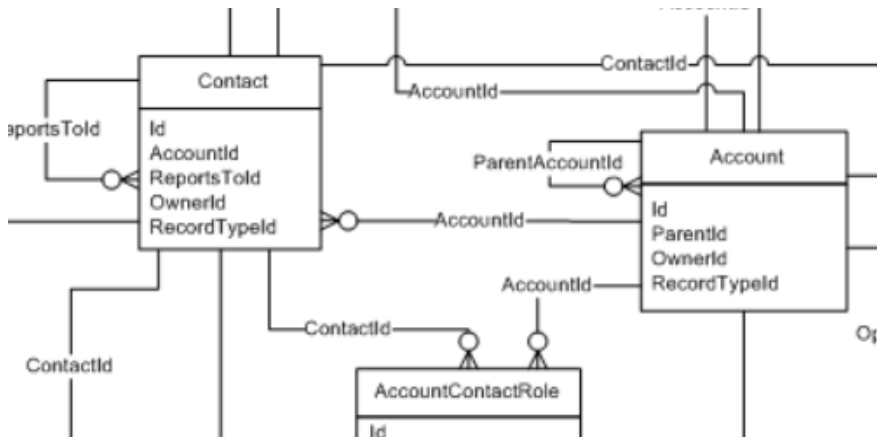 ContactId
Contact
AccountId
eportsToId
Id
AccountId
ReportsToId
OwnerId
RecordTypeId
ParentAccountId
Account
Id
ParentId
OwnerId
RecordTypeId
AccountId
AccountId
ContactId
ContactId
AccountContactRole
Id
Op